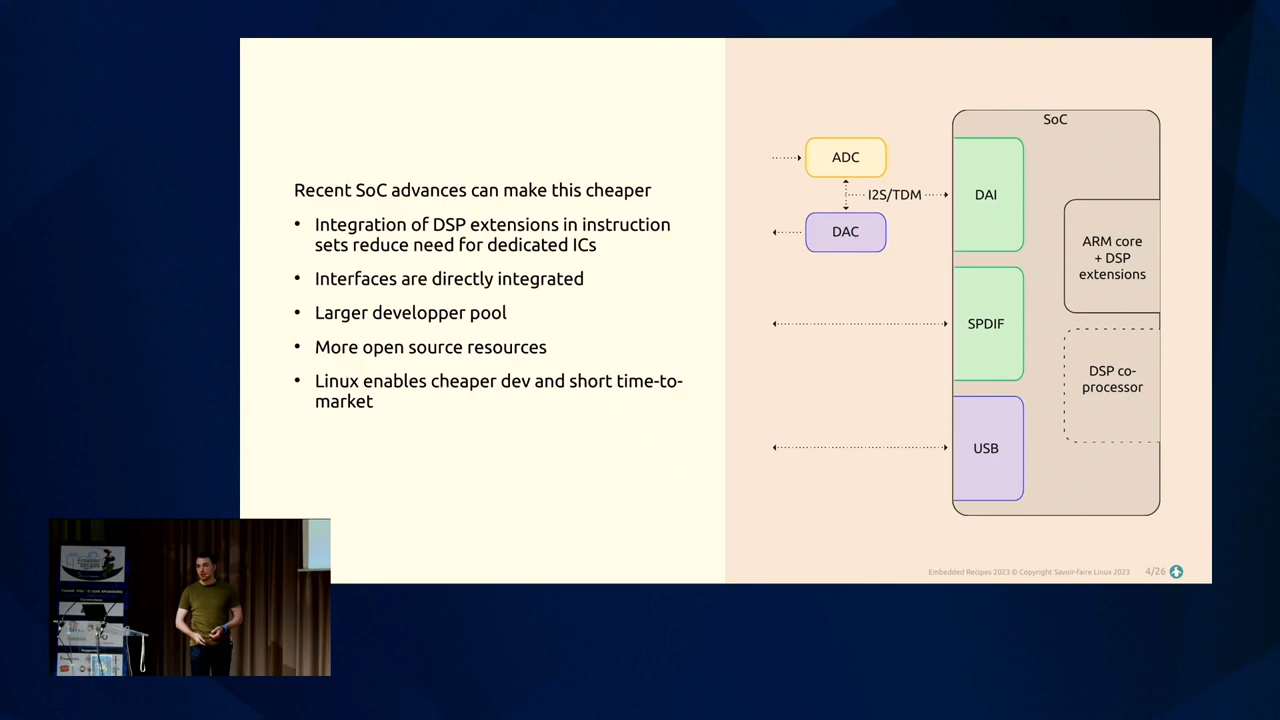 Recent SoC advances can make this cheaper
• Integration of DSP extensions in instruction
sets reduce need for dedicated ICs
• Interfaces are directly integrated
• Larger developper pool
• More open source resources
• Linux enables cheaper dev and short time-to-
market
SoC
ADC
I2S/TDM
DAC
DAI
SPDIF
USB
ARM core
+ DSP
extensions
DSP co-
processor
Embedded Recipes 2023 © Copyright Savoir-faire Linux 2023
4/26